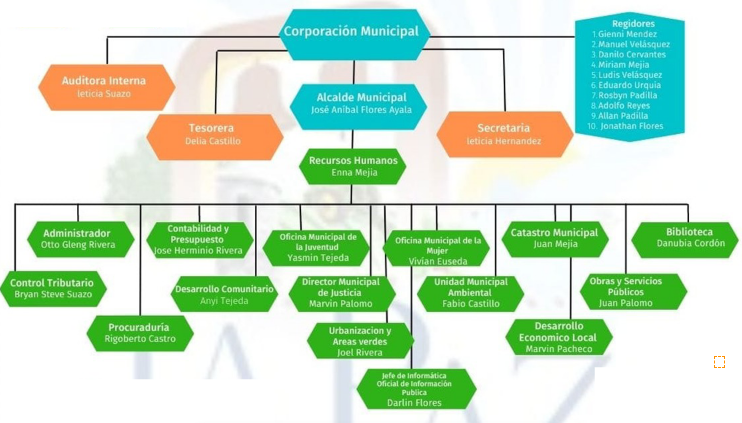 Corporación Municipal
Regidores
1.Gienni Mendez
2.Manuel Velásquez
3.Danilo Cervantes
4.Miriam Mejia
5.Ludis Velásquez
6.Eduardo Urquia
7.Rosbyn Padilla
8.Adolfo Reyes
9.Allan Padilla
10. Jonathan Flores
Auditora Interna
leticia Suazo
Alcalde Municipal
José Aníbal Flores Ayala
Tesorera
Delia Castillo
Secretaria
leticia Hernandez
Recursos Humanos
Enna Mejia
Administrador
Otto Gleng Rivera
Contabilidad y
Presupuesto
Jose Herminio Rivera
Oficina Municipal de
la Juventud
Yasmin Tejeda
Oficina Municipal de la
Mujer
Vivian Euseda
Catastro Municipal
Juan Mejia
Biblioteca
Danubia Cordón
Control Tributario
Bryan Steve Suazo
Desarrollo Comunitario
Anyi Tejeda
Director Municipal
de Justicia
Marvin Palomo
Unidad Municipal
Ambiental
Fabio Castillo
Obras y Servicios
Públicos
Juan Palomo
Procuraduria
Rigoberto Castro
Urbanizacion y
Areas verdes
Joel Rivera
Desarrollo
Economico Local
Marvin Pacheco
Jefe de Informática
Oficial de Información
Publica
Darlin Flores